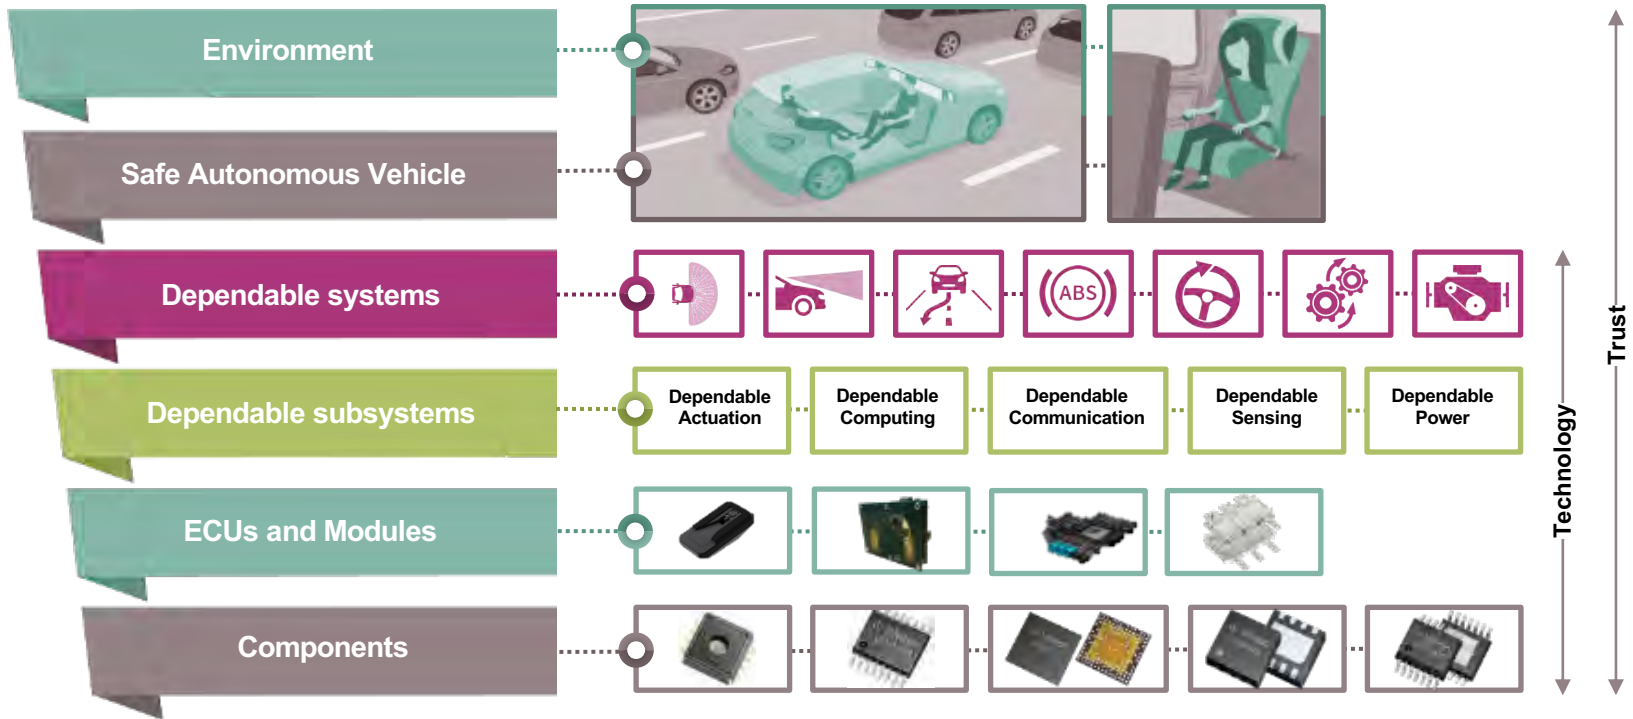 Environment
Safe Autonomous Vehicle
Dependable systems
ABS
Dependable subsystems
Dependable
Actuation
Dependable
Computing
Dependable
Communication
Dependable
Sensing
Dependable
Power
ECUs and Modules
Components
Technology
Trust